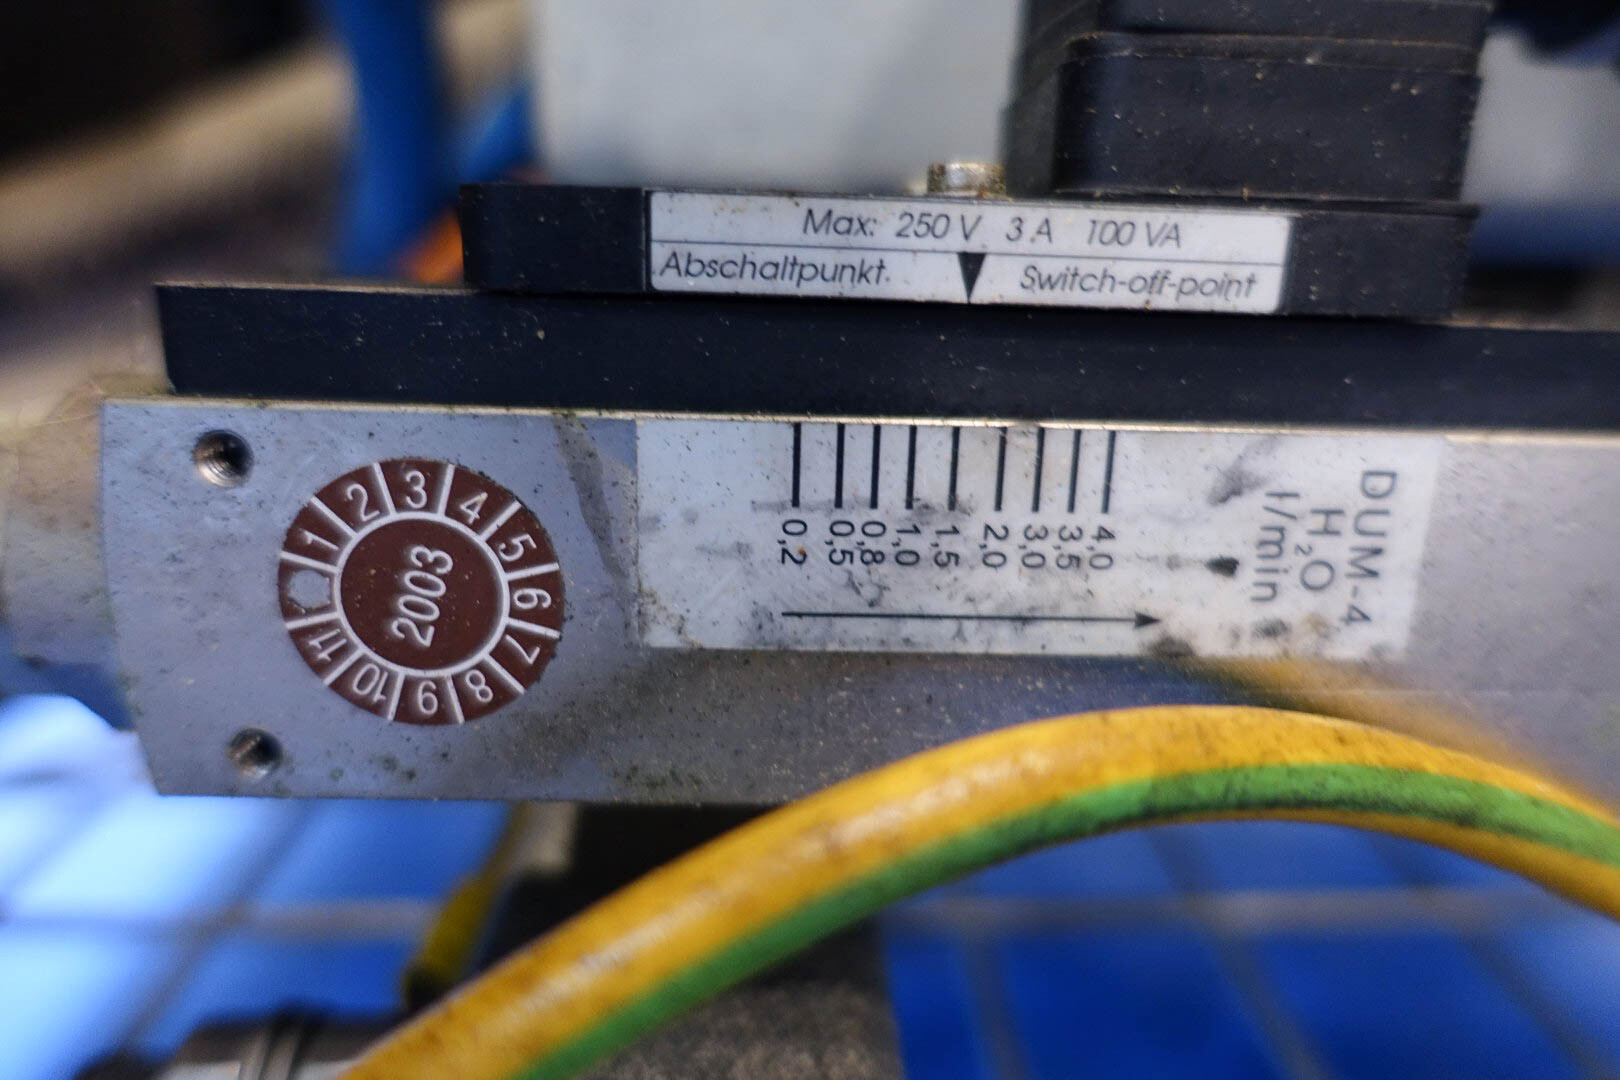 Max: 250 V 3 A 100 VA
Abschaltpunkt Switch-off-point
0,2
0,5
0,8
1,0
1,5
2,0
3,0
3,5
4,0
DUM-4
H₂O
l/min
1 2 3 4 5 6 7 8 9 10 11
2003